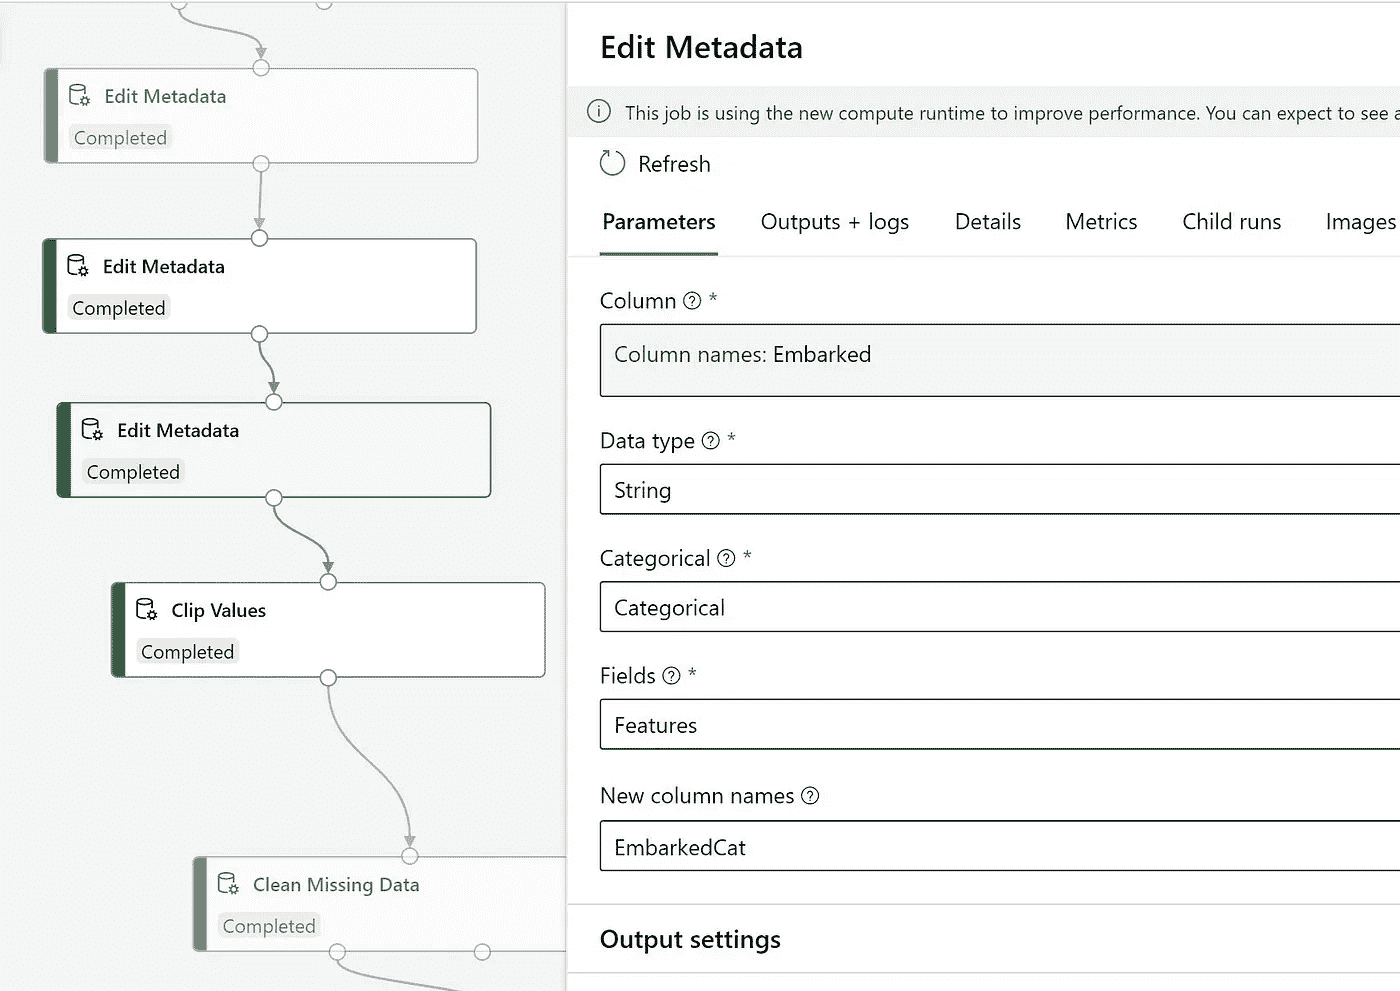 Edit Metadata
Completed
Edit Metadata
Completed
Edit Metadata
Completed
Clip Values
Completed
Clean Missing Data
Completed
Edit Metadata
This job is using the new compute runtime to improve performance. You can expect to see a
Refresh
Parameters Outputs + logs Details Metrics Child runs Images
Column *
Column names: Embarked
Data type *
String
Categorical *
Categorical
Fields *
Features
New column names
EmbarkedCat
Output settings